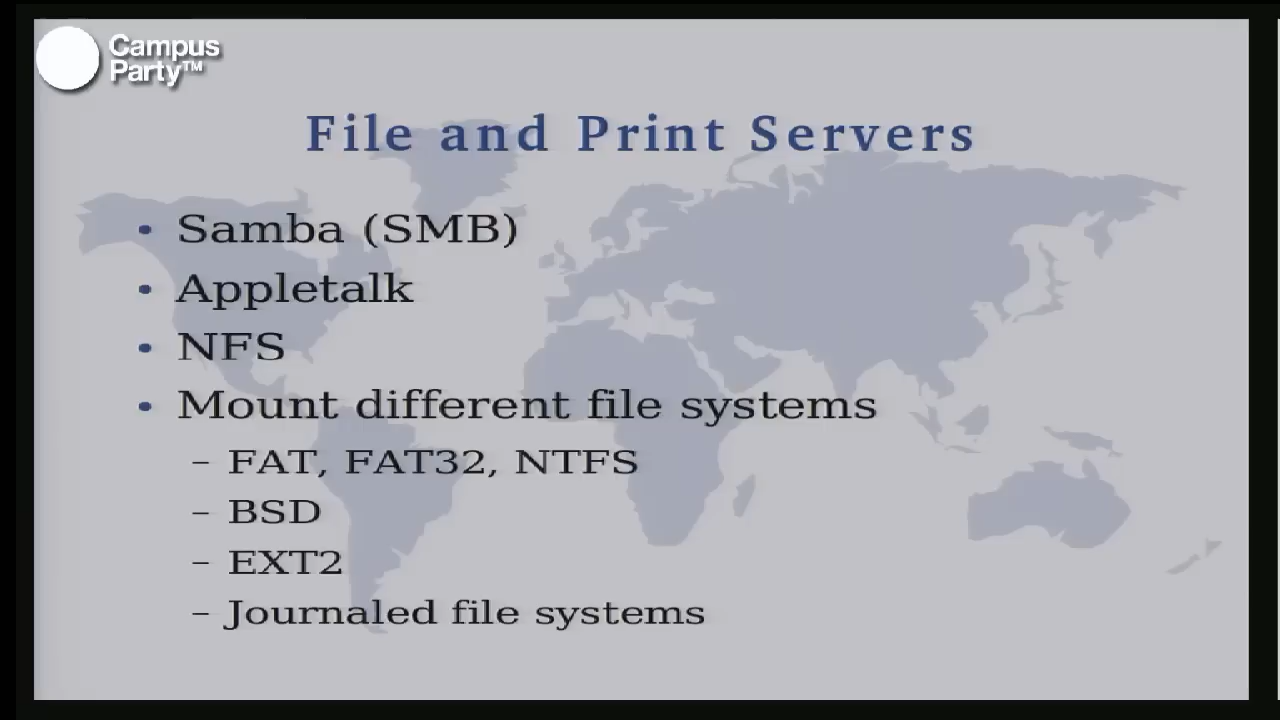 Campus
Party™
File and Print Servers
• Samba (SMB)
• Appletalk
• NFS
• Mount different file systems
– FAT, FAT32, NTFS
– BSD
– EXT2
– Journaled file systems